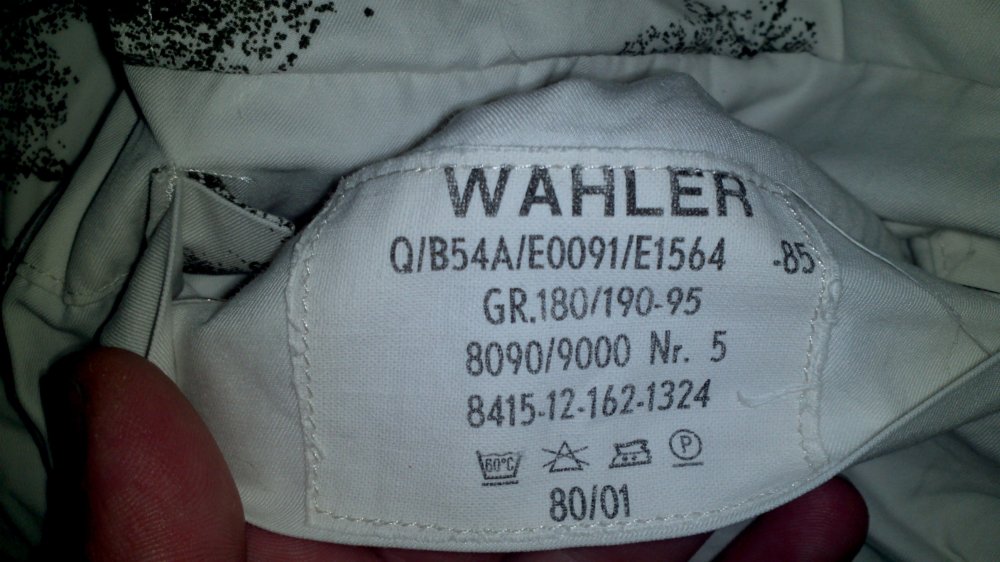 WAHLER
Q/B54A/E0091/E1564 -85
GR.180/190-95
8090/9000 Nr. 5
8415-12-162-1324
60°C P
80/01